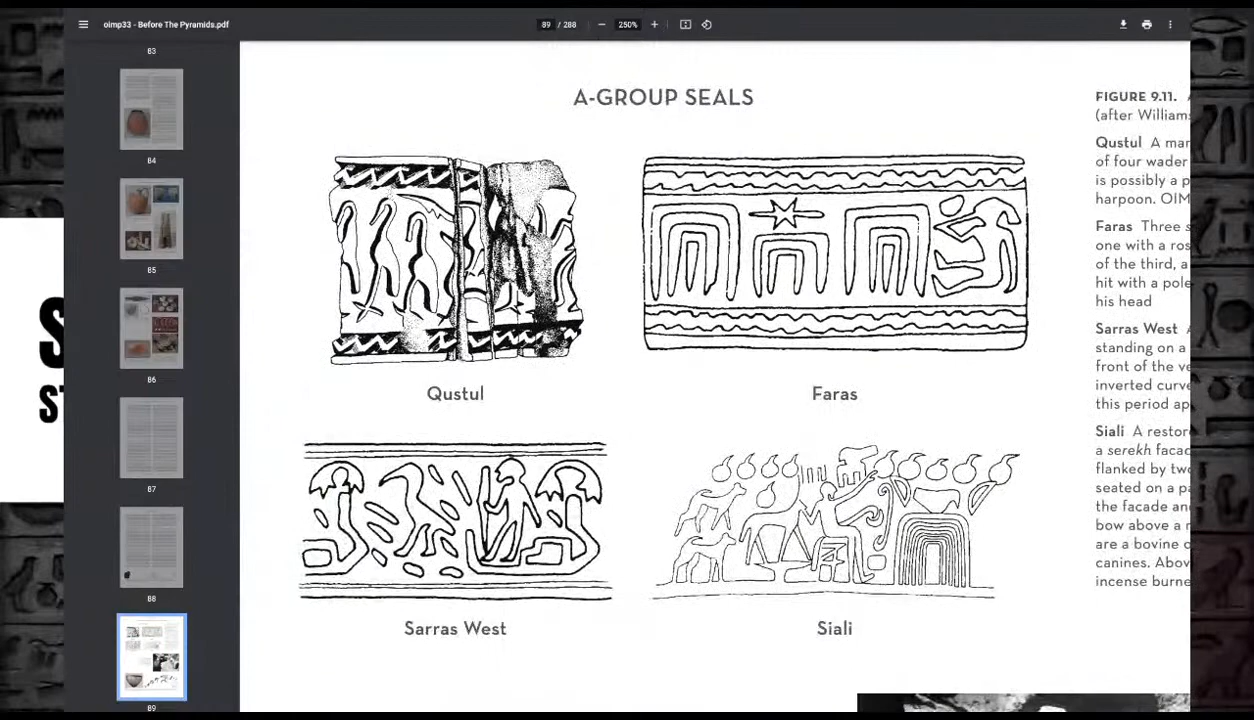 oimp33 - Before The Pyramids.pdf
89 / 288
250%
83
84
85
86
87
88
89
A-GROUP SEALS
Qustul
Faras
Sarras West
Siali
FIGURE 9.11.
(after Williams
Qustul A mar
of four wader
is possibly a p
harpoon. OIM
Faras Three s
one with a ros
of the third, a
hit with a pole
his head
Sarras West
standing on a
front of the ve
inverted curve
this period ap
Siali A restor
a serekh facad
flanked by two
seated on a pa
the facade and
bow above a r
are a bovine o
canines. Abov
incense burne